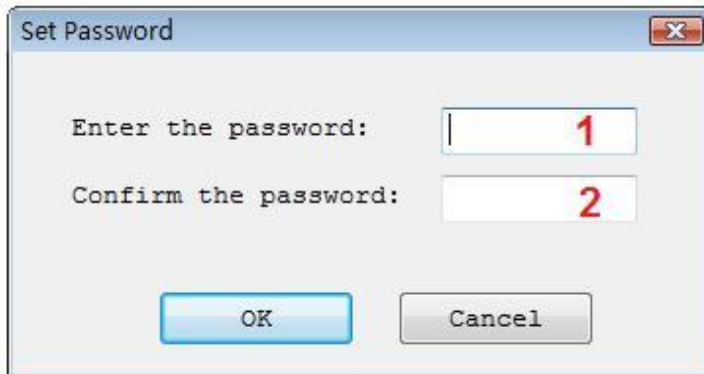 Set Password
Enter the password: 1
Confirm the password: 2
OK Cancel